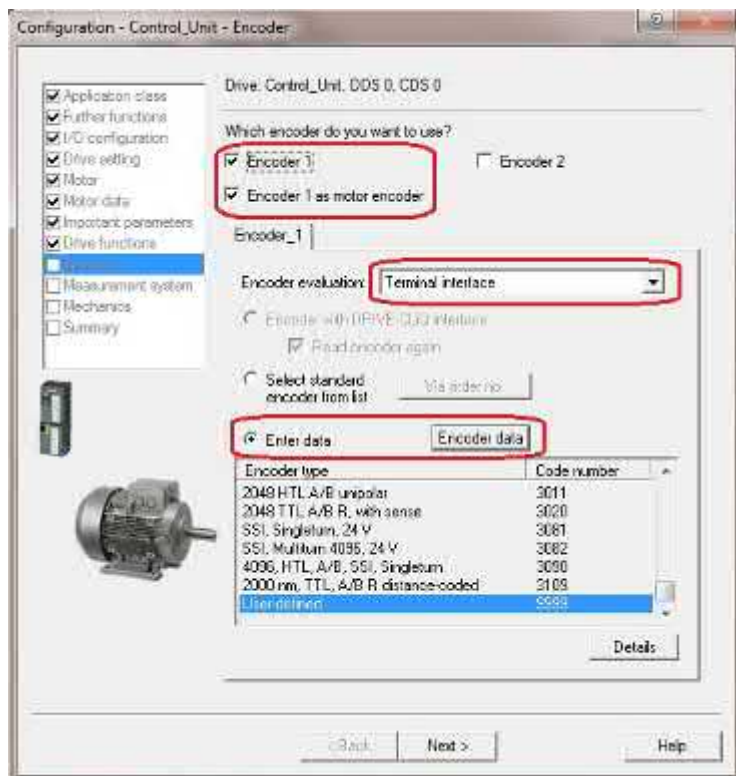 Configuration - Control_Unit - Encoder
Drive: Control_Unit, DDS 0, CDS 0
Application class
Further functions
I/O configuration
Drive setting
Motor
Motor data
Important parameters
Drive functions
Measurement system
Mechanics
Summary
Which encoder do you want to use?
Encoder 1
Encoder 2
Encoder 1 as motor encoder
Encoder_1
Encoder evaluation: Terminal interface
Encoder with DRIVE-CLiQ interface
Read encoder again
Select standard
encoder from list
Via order no.
Enter data
Encoder data
Encoder type Code number
2048 HTL A/B unipolar 3011
2048 TTL A/B R, with sense 3020
SSI, Singleturn, 24 V 3081
SSI, Multiturn 4096, 24 V 3082
4096, HTL, A/B, SSI, Singleturn 3090
2000 nm, TTL, A/B R distance-coded 3109
User-defined 9999
Details
< Back
Next >
Help